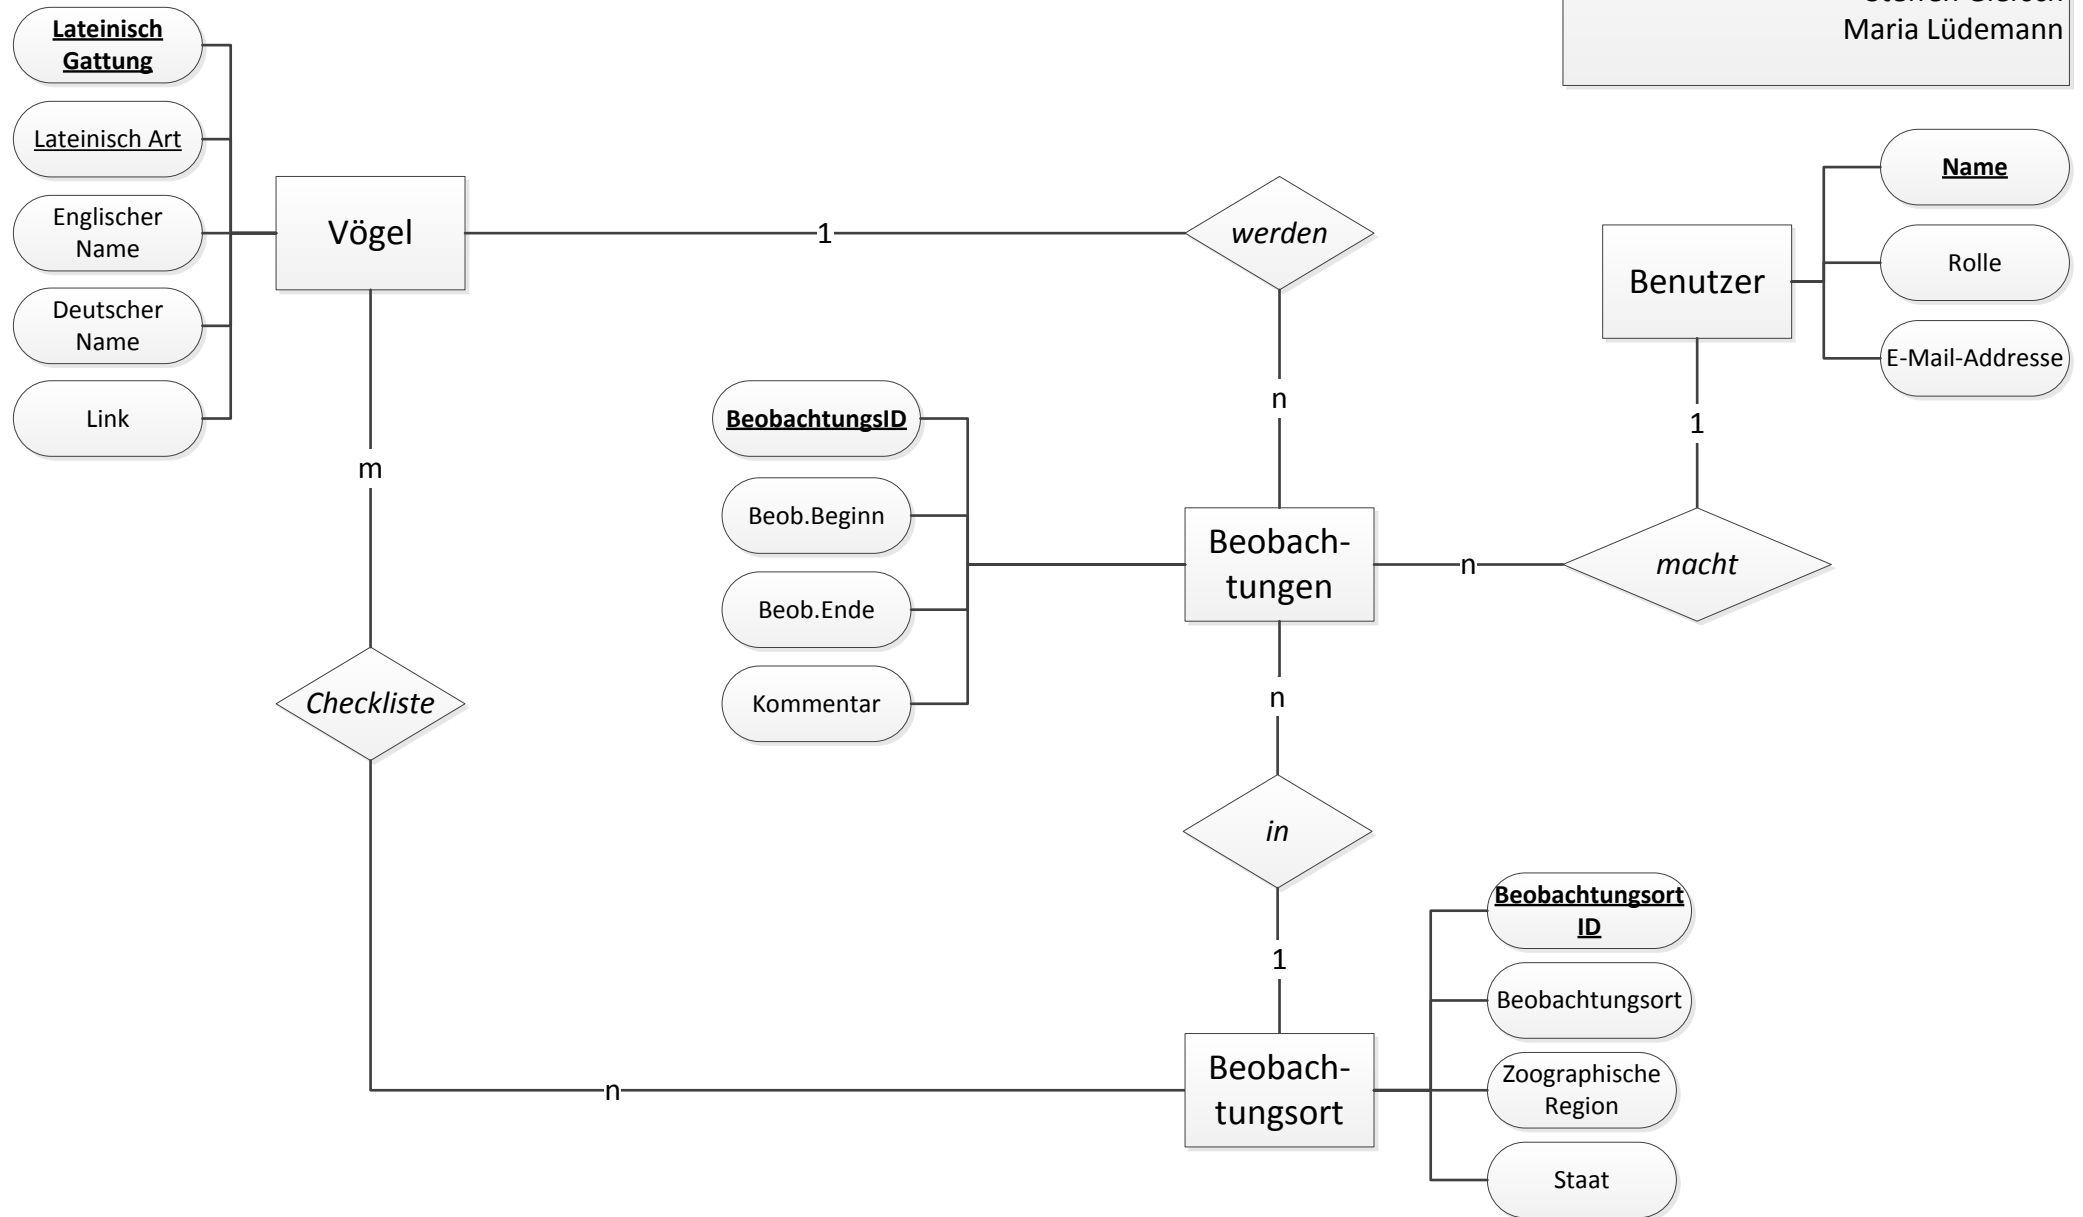 Maria Lüdemann
Lateinisch
Gattung
Lateinisch Art
Englischer
Name
Deutscher
Name
Link
Vögel
1
werden
Benutzer
Name
Rolle
E-Mail-Addresse
n
1
m
BeobachtungsID
Beob.Beginn
Beob.Ende
Kommentar
Beobach-
tungen
n
macht
Checkliste
n
in
1
Beobachtungsort
ID
Beobachtungsort
Zoographische
Region
Staat
Beobach-
tungsort
n